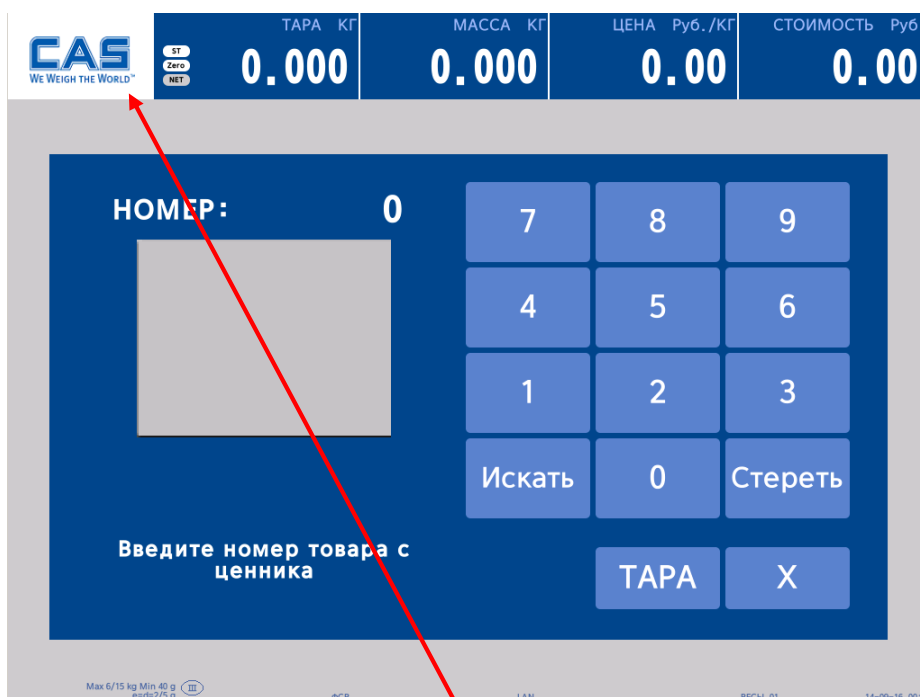 ТАРА КГ
МАССА КГ
ЦЕНА Руб./КГ
СТОИМОСТЬ Руб
CAS
WE WEIGH THE WORLD™
ST
Zero
NET
0.000
0.000
0.00
0.00
НОМЕР: 0
7 8 9
4 5 6
1 2 3
Искать 0 Стереть
Введите номер товара с
ценника
ТАРА X
Max 6/15 kg Min 40 g III
e=d=2/5 g
LAN